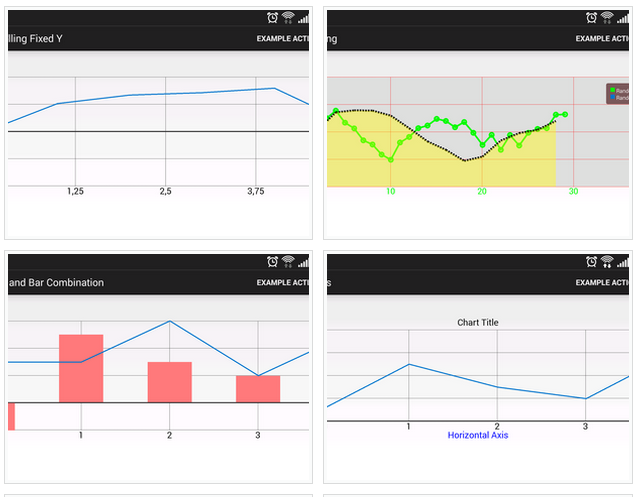 lling Fixed Y
EXAMPLE ACTI
1,25
2,5
3,75
ng
EXAMPLE ACTI
Rand
Rand
10
20
30
and Bar Combination
EXAMPLE ACTI
1
2
3
s
EXAMPLE ACTI
Chart Title
1
2
3
Horizontal Axis